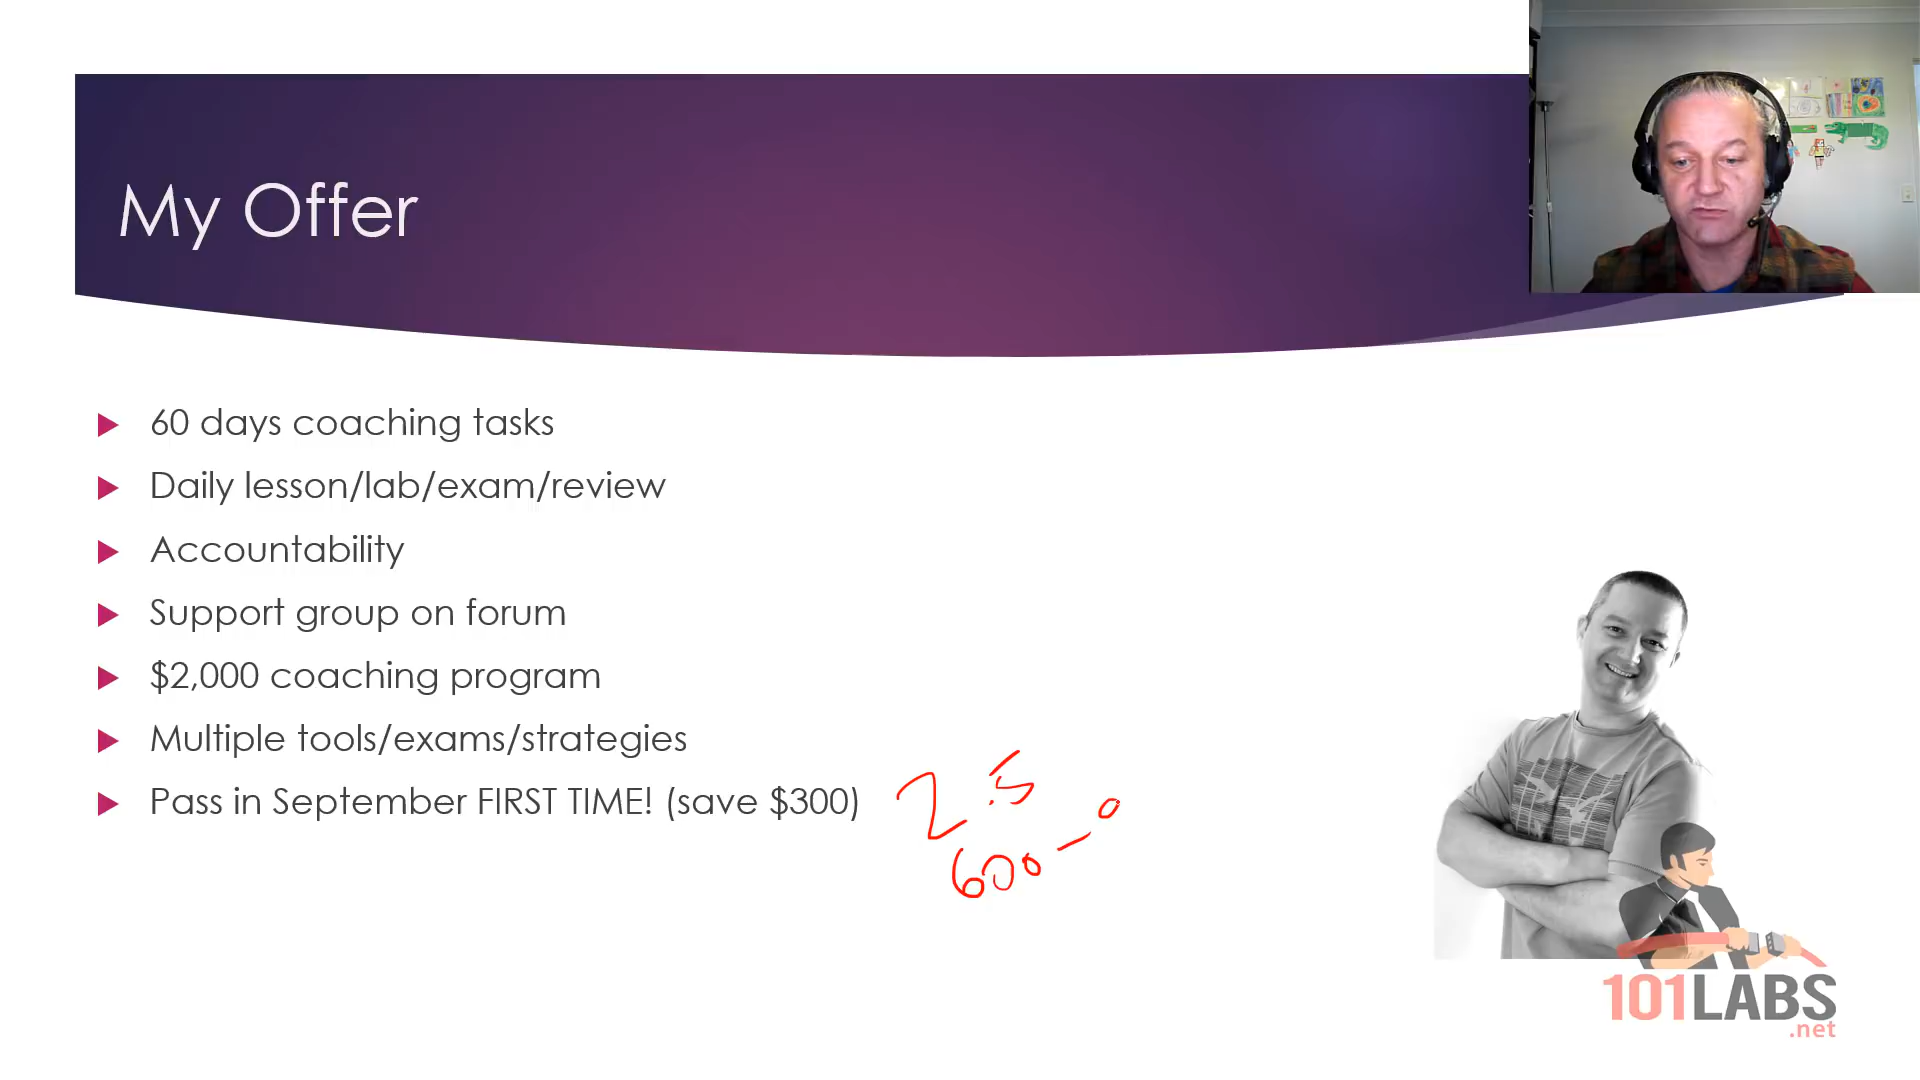 My Offer
60 days coaching tasks
Daily lesson/lab/exam/review
Accountability
Support group on forum
$2,000 coaching program
Multiple tools/exams/strategies
Pass in September FIRST TIME! (save $300)
2.5
600 – 0
101LABS
.net